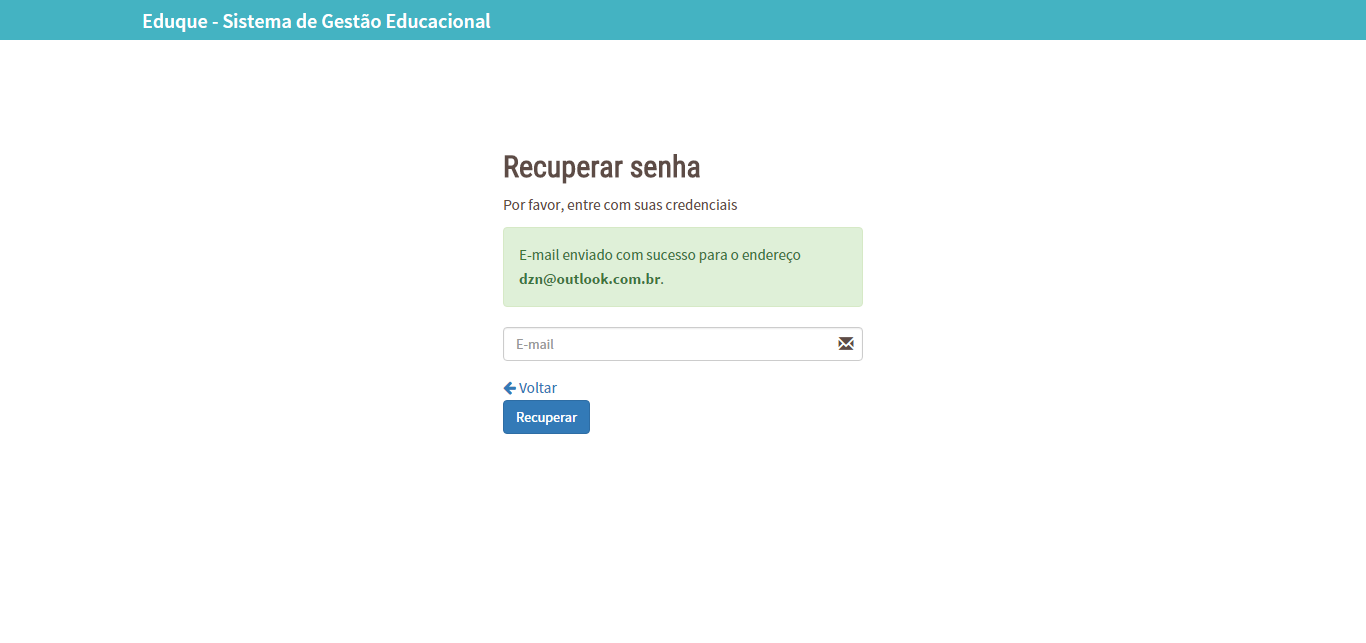 Eduque - Sistema de Gestão Educacional
Recuperar senha
Por favor, entre com suas credenciais
E-mail enviado com sucesso para o endereço
dzn@outlook.com.br.
E-mail
Voltar
Recuperar